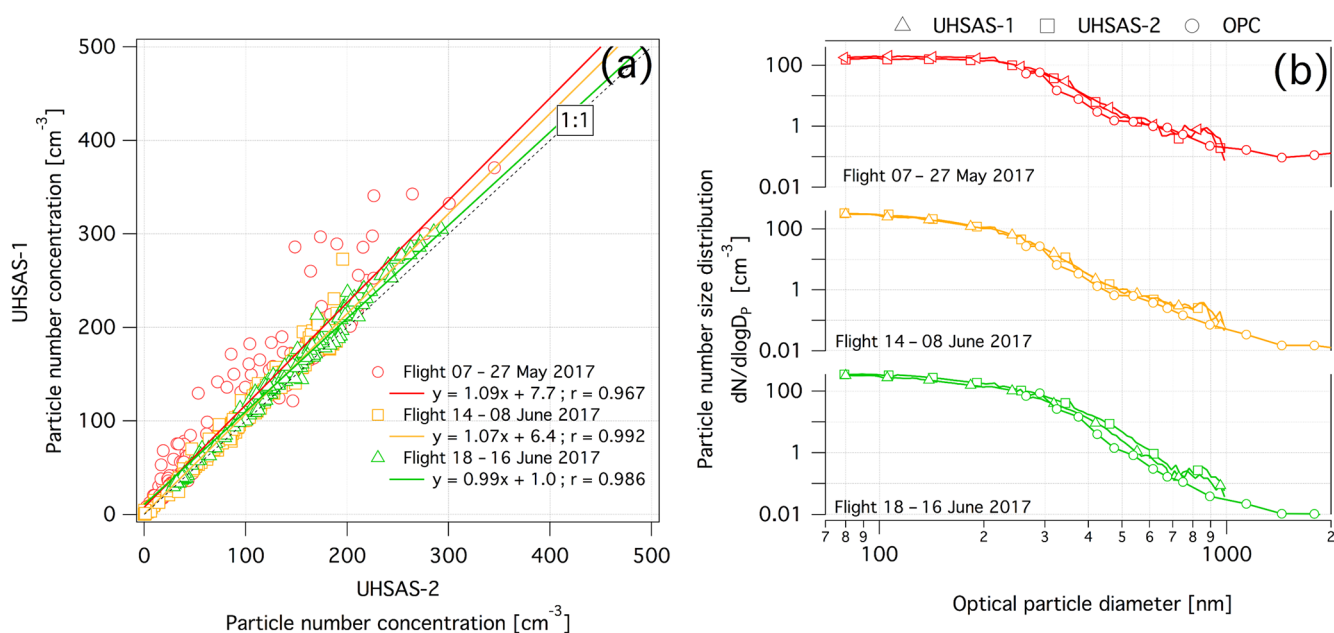 500
400
300
200
100
0
UHSAS-1
Particle number concentration [cm⁻³]
(a)
1:1
Flight 07 – 27 May 2017
y = 1.09x + 7.7 ; r = 0.967
Flight 14 – 08 June 2017
y = 1.07x + 6.4 ; r = 0.992
Flight 18 – 16 June 2017
y = 0.99x + 1.0 ; r = 0.986
0 100 200 300 400 500
UHSAS-2
Particle number concentration [cm⁻³]
UHSAS-1 UHSAS-2 OPC
(b)
100
1
0.01
Flight 07 – 27 May 2017
100
1
0.01
Flight 14 – 08 June 2017
100
1
0.01
Flight 18 – 16 June 2017
Particle number size distribution
dN/dlogDₚ [cm⁻³]
7 8 9 100 2 3 4 5 6 7 8 9 1000 2
Optical particle diameter [nm]